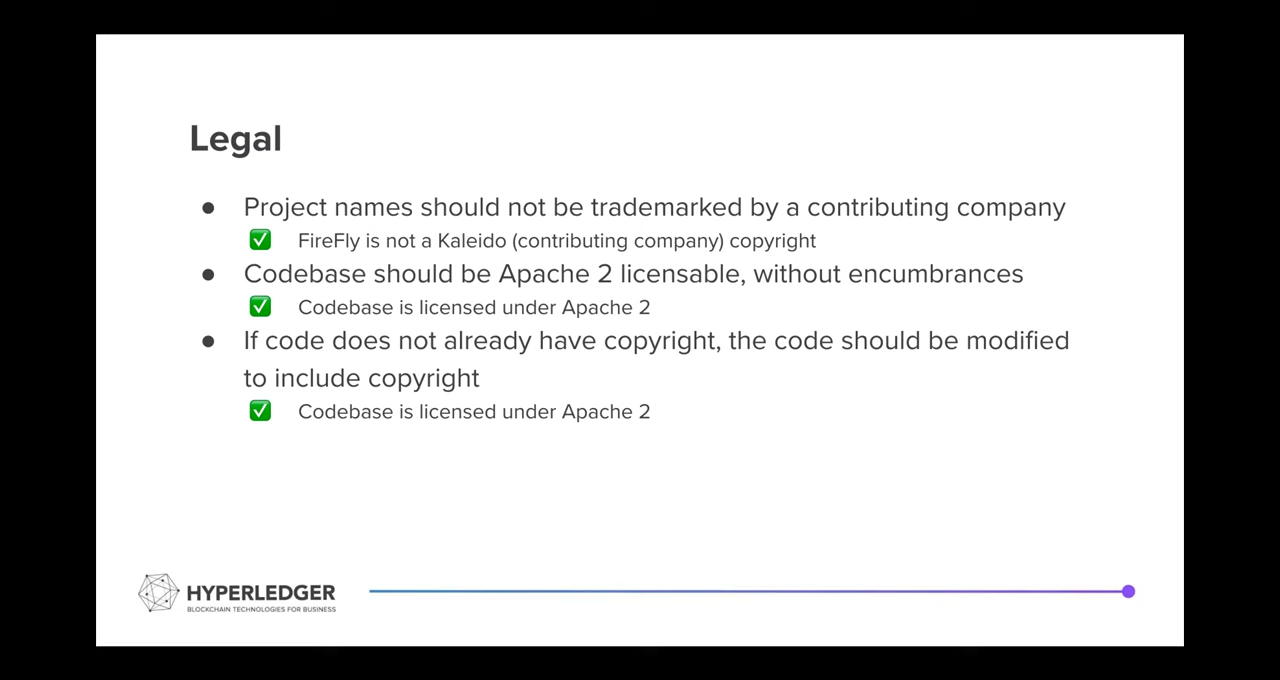 Legal
● Project names should not be trademarked by a contributing company
✅ FireFly is not a Kaleido (contributing company) copyright
● Codebase should be Apache 2 licensable, without encumbrances
✅ Codebase is licensed under Apache 2
● If code does not already have copyright, the code should be modified
to include copyright
✅ Codebase is licensed under Apache 2
HYPERLEDGER
BLOCKCHAIN TECHNOLOGIES FOR BUSINESS